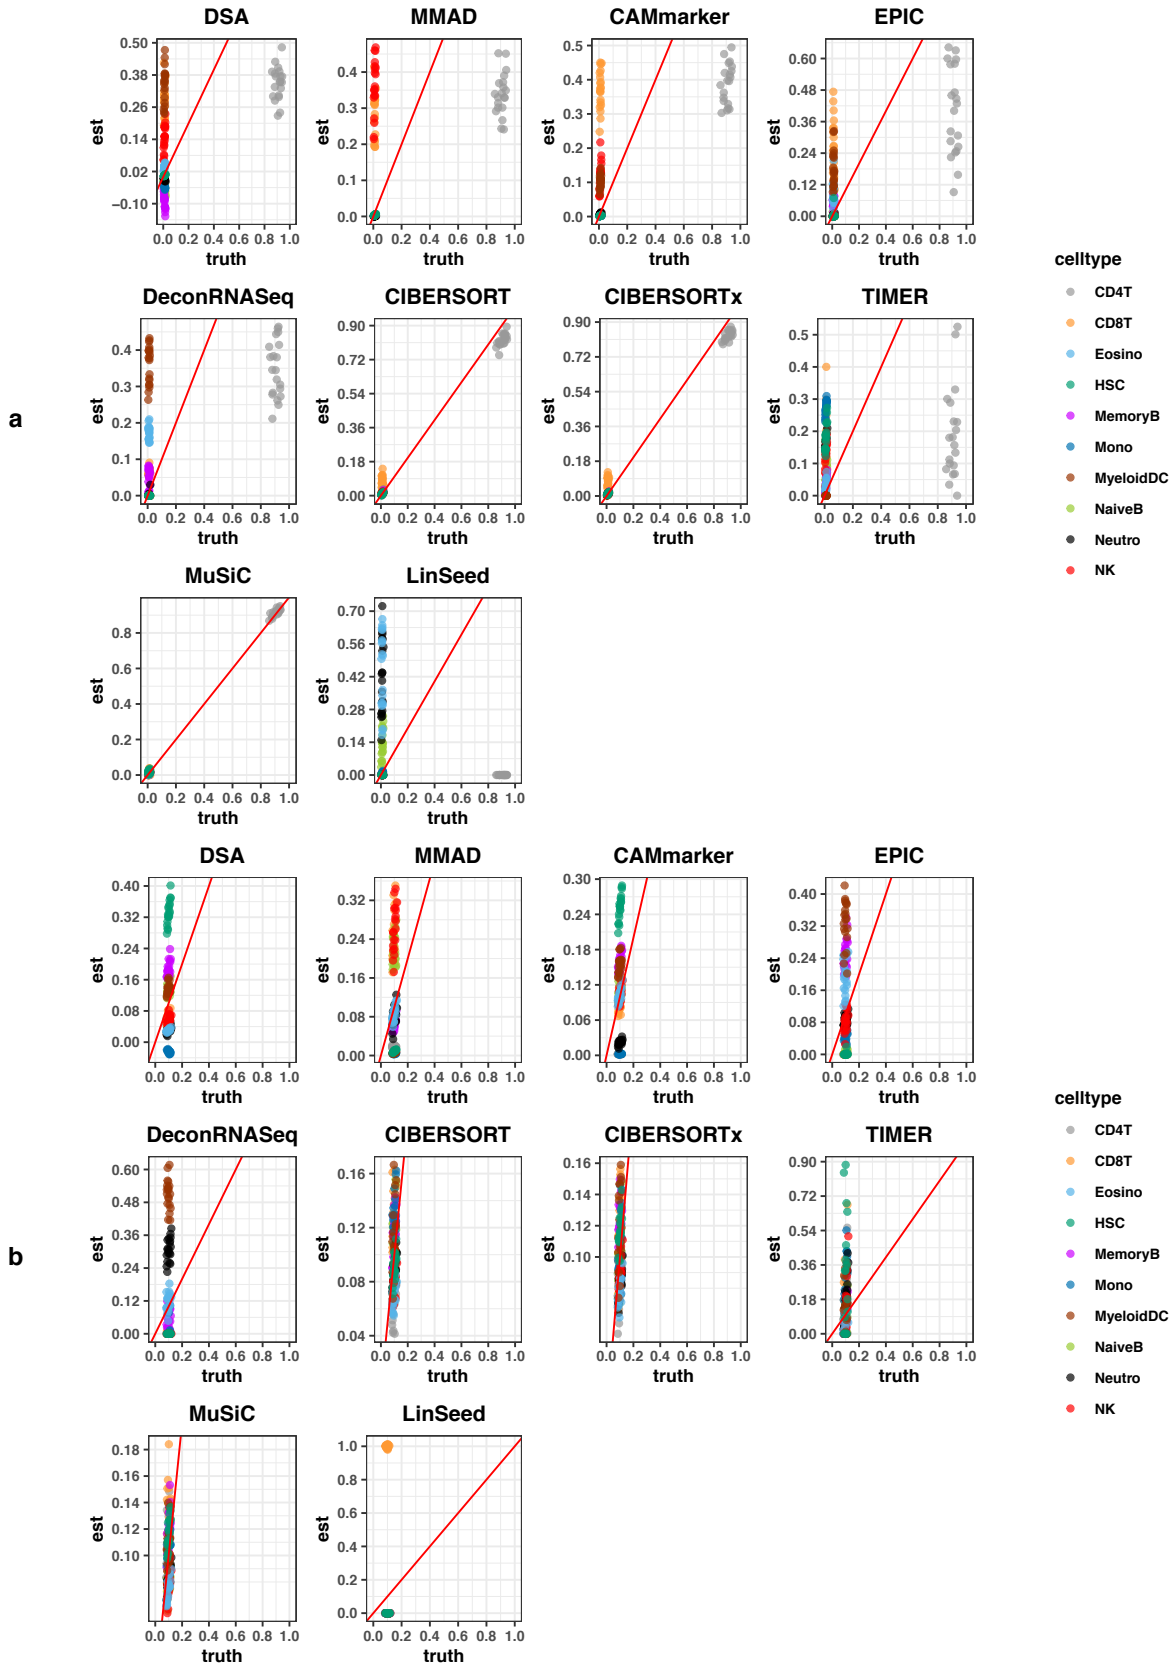 DSA MMAD CAMmarker EPIC
est 0.50 0.38 0.26 0.14 0.02 −0.10
est 0.4 0.3 0.2 0.1 0.0
est 0.5 0.4 0.3 0.2 0.1 0.0
est 0.60 0.48 0.36 0.24 0.12 0.00
0.0 0.2 0.4 0.6 0.8 1.0 0.0 0.2 0.4 0.6 0.8 1.0 0.0 0.2 0.4 0.6 0.8 1.0 0.0 0.2 0.4 0.6 0.8 1.0
truth truth truth truth
a
DeconRNASeq CIBERSORT CIBERSORTx TIMER
est 0.4 0.3 0.2 0.1 0.0
est 0.90 0.72 0.54 0.36 0.18 0.00
est 0.90 0.72 0.54 0.36 0.18 0.00
est 0.5 0.4 0.3 0.2 0.1 0.0
0.0 0.2 0.4 0.6 0.8 1.0 0.0 0.2 0.4 0.6 0.8 1.0 0.0 0.2 0.4 0.6 0.8 1.0 0.0 0.2 0.4 0.6 0.8 1.0
truth truth truth truth
MuSiC LinSeed
est 0.8 0.6 0.4 0.2 0.0
est 0.70 0.56 0.42 0.28 0.14 0.00
0.0 0.2 0.4 0.6 0.8 1.0 0.0 0.2 0.4 0.6 0.8 1.0
truth truth
celltype
CD4T
CD8T
Eosino
HSC
MemoryB
Mono
MyeloidDC
NaiveB
Neutro
NK
DSA MMAD CAMmarker EPIC
est 0.40 0.32 0.24 0.16 0.08 0.00
est 0.32 0.24 0.16 0.08 0.00
est 0.30 0.24 0.18 0.12 0.06 0.00
est 0.40 0.32 0.24 0.16 0.08 0.00
0.0 0.2 0.4 0.6 0.8 1.0 0.0 0.2 0.4 0.6 0.8 1.0 0.0 0.2 0.4 0.6 0.8 1.0 0.0 0.2 0.4 0.6 0.8 1.0
truth truth truth truth
b
DeconRNASeq CIBERSORT CIBERSORTx TIMER
est 0.60 0.48 0.36 0.24 0.12 0.00
est 0.16 0.12 0.08 0.04
est 0.16 0.14 0.12 0.10
est 0.90 0.72 0.54 0.36 0.18 0.00
0.0 0.2 0.4 0.6 0.8 1.0 0.0 0.2 0.4 0.6 0.8 1.0 0.0 0.2 0.4 0.6 0.8 1.0 0.0 0.2 0.4 0.6 0.8 1.0
truth truth truth truth
MuSiC LinSeed
est 0.18 0.16 0.14 0.12 0.10
est 1.0 0.8 0.6 0.4 0.2 0.0
0.0 0.2 0.4 0.6 0.8 1.0 0.0 0.2 0.4 0.6 0.8 1.0
truth truth
celltype
CD4T
CD8T
Eosino
HSC
MemoryB
Mono
MyeloidDC
NaiveB
Neutro
NK